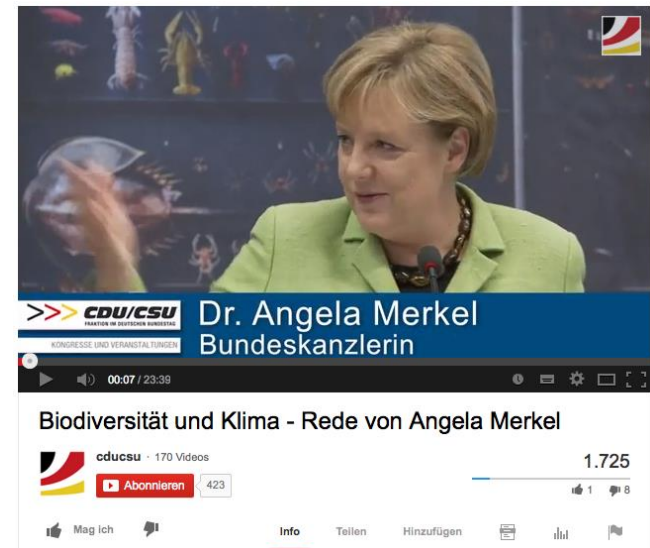 Dr. Angela Merkel
Bundeskanzlerin
>>> CDU/CSU
FRAKTION IM DEUTSCHEN BUNDESTAG
KONGRESSE UND VERANSTALTUNGEN
00:07 / 23:39
Biodiversität und Klima - Rede von Angela Merkel
cducsu · 170 Videos
1.725
Abonnieren 423
1 8
Mag ich Info Teilen Hinzufügen